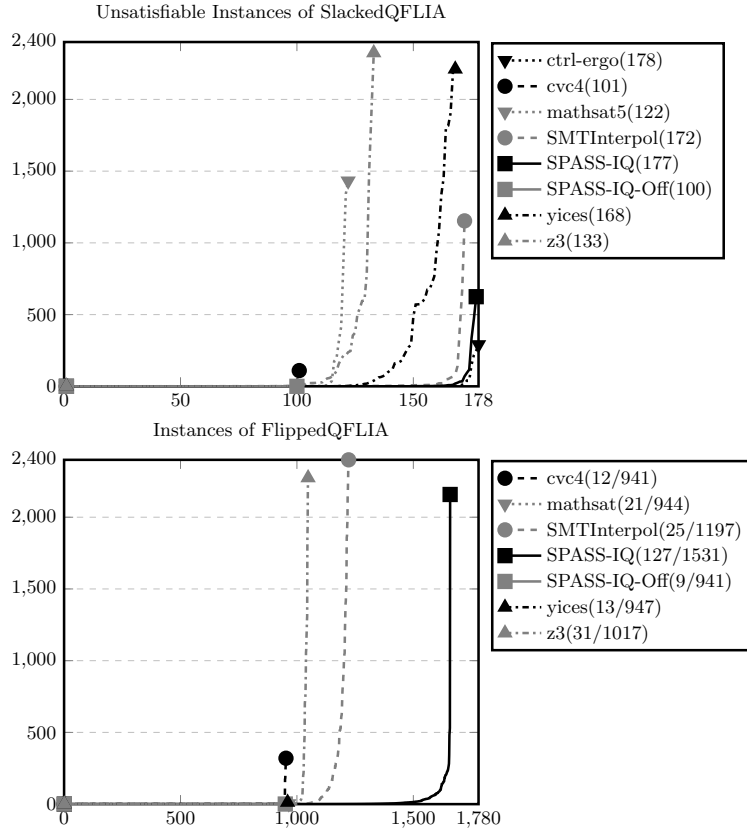 Unsatisfiable Instances of SlackedQFLIA
2,400
2,000
1,500
1,000
500
0
0 50 100 150 178
ctrl-ergo(178)
cvc4(101)
mathsat5(122)
SMTInterpol(172)
SPASS-IQ(177)
SPASS-IQ-Off(100)
yices(168)
z3(133)
Instances of FlippedQFLIA
2,400
2,000
1,500
1,000
500
0
0 500 1,000 1,500 1,780
cvc4(12/941)
mathsat(21/944)
SMTInterpol(25/1197)
SPASS-IQ(127/1531)
SPASS-IQ-Off(9/941)
yices(13/947)
z3(31/1017)